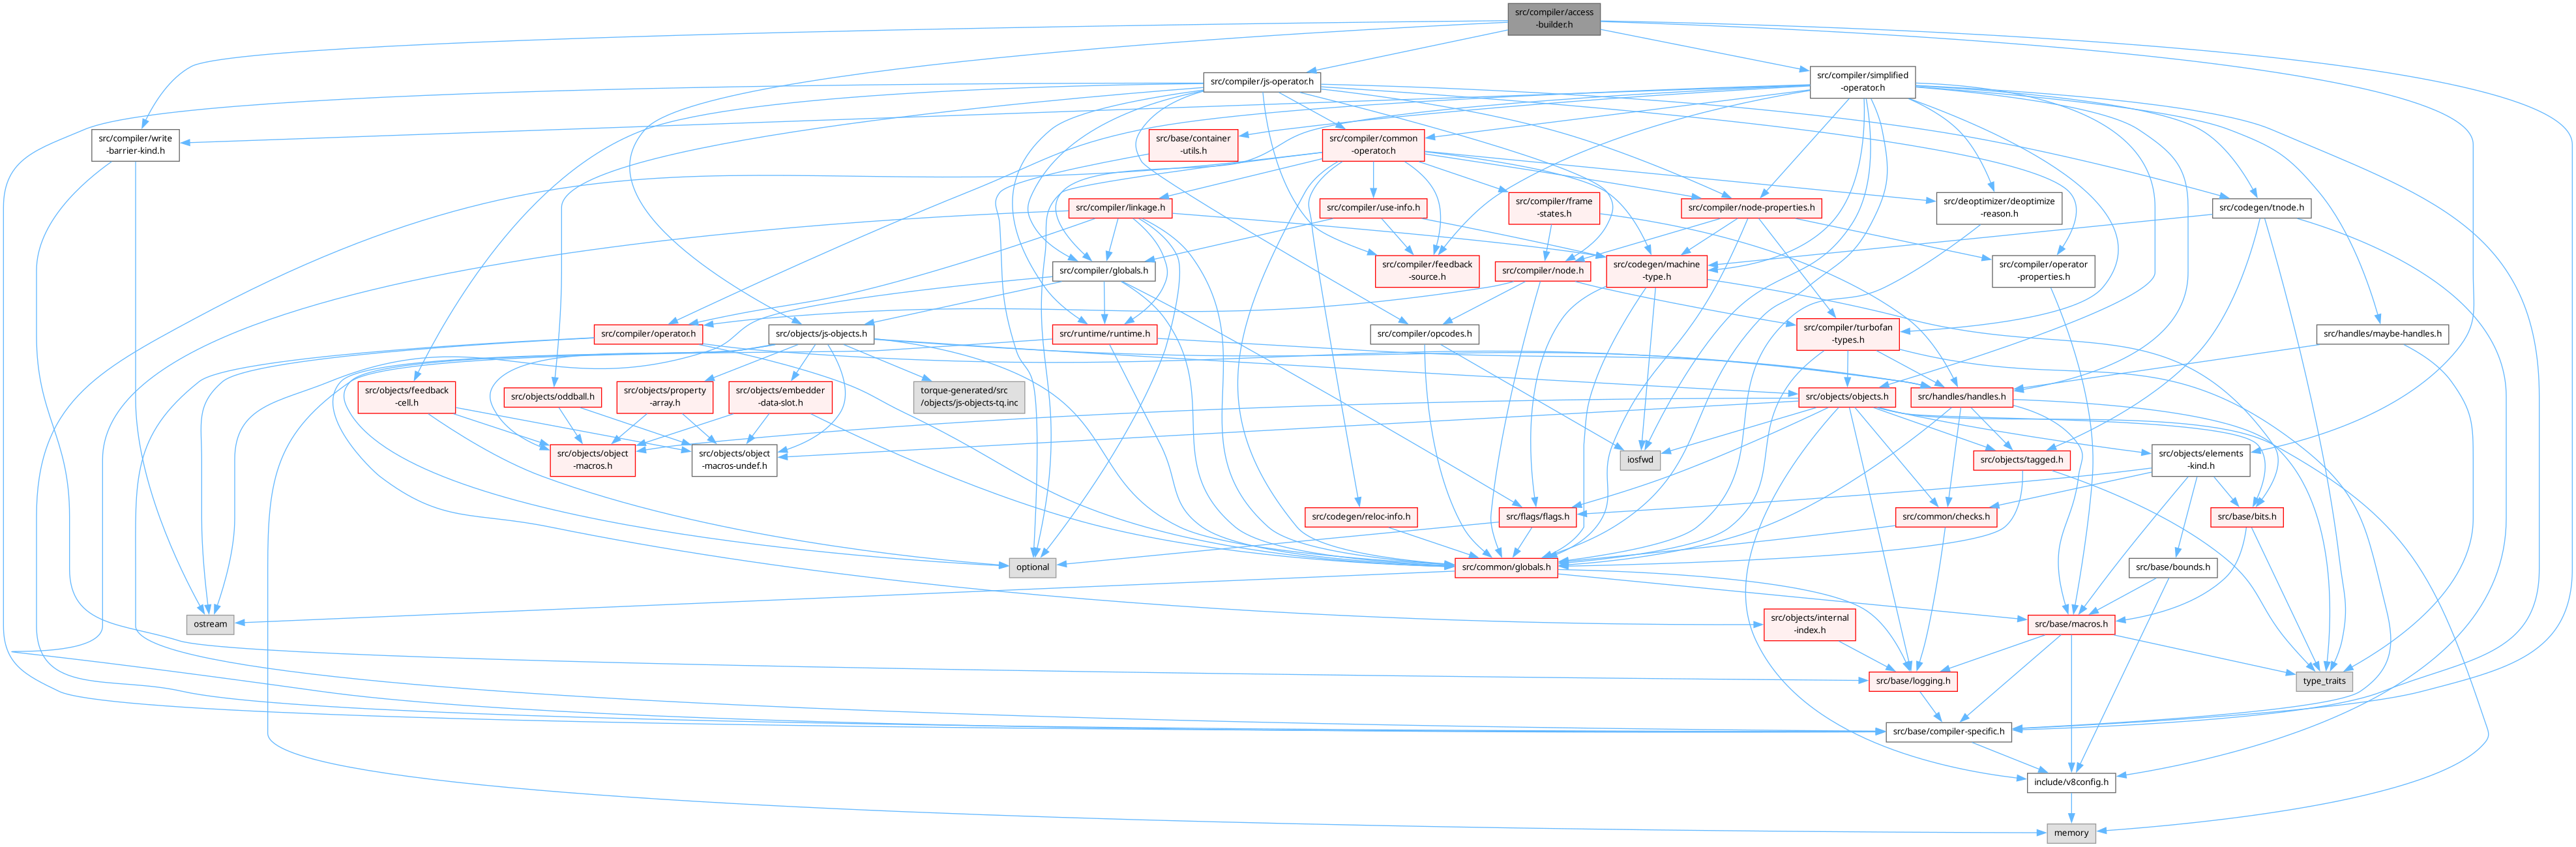 src/compiler/access
-builder.h
src/compiler/js-operator.h
src/compiler/simplified
-operator.h
src/compiler/write
-barrier-kind.h
src/base/container
-utils.h
src/compiler/common
-operator.h
src/compiler/linkage.h
src/compiler/use-info.h
src/compiler/frame
-states.h
src/compiler/node-properties.h
src/deoptimizer/deoptimize
-reason.h
src/codegen/tnode.h
src/compiler/globals.h
src/compiler/feedback
-source.h
src/compiler/node.h
src/codegen/machine
-type.h
src/compiler/operator
-properties.h
src/compiler/operator.h
src/objects/js-objects.h
src/runtime/runtime.h
src/compiler/opcodes.h
src/compiler/turbofan
-types.h
src/handles/maybe-handles.h
src/objects/feedback
-cell.h
src/objects/oddball.h
src/objects/property
-array.h
src/objects/embedder
-data-slot.h
torque-generated/src
/objects/js-objects-tq.inc
src/objects/objects.h
src/handles/handles.h
src/objects/object
-macros.h
src/objects/object
-macros-undef.h
iosfwd
src/objects/tagged.h
src/objects/elements
-kind.h
src/codegen/reloc-info.h
src/flags/flags.h
src/common/checks.h
src/base/bits.h
optional
src/common/globals.h
src/base/bounds.h
ostream
src/objects/internal
-index.h
src/base/macros.h
src/base/logging.h
type_traits
src/base/compiler-specific.h
include/v8config.h
memory